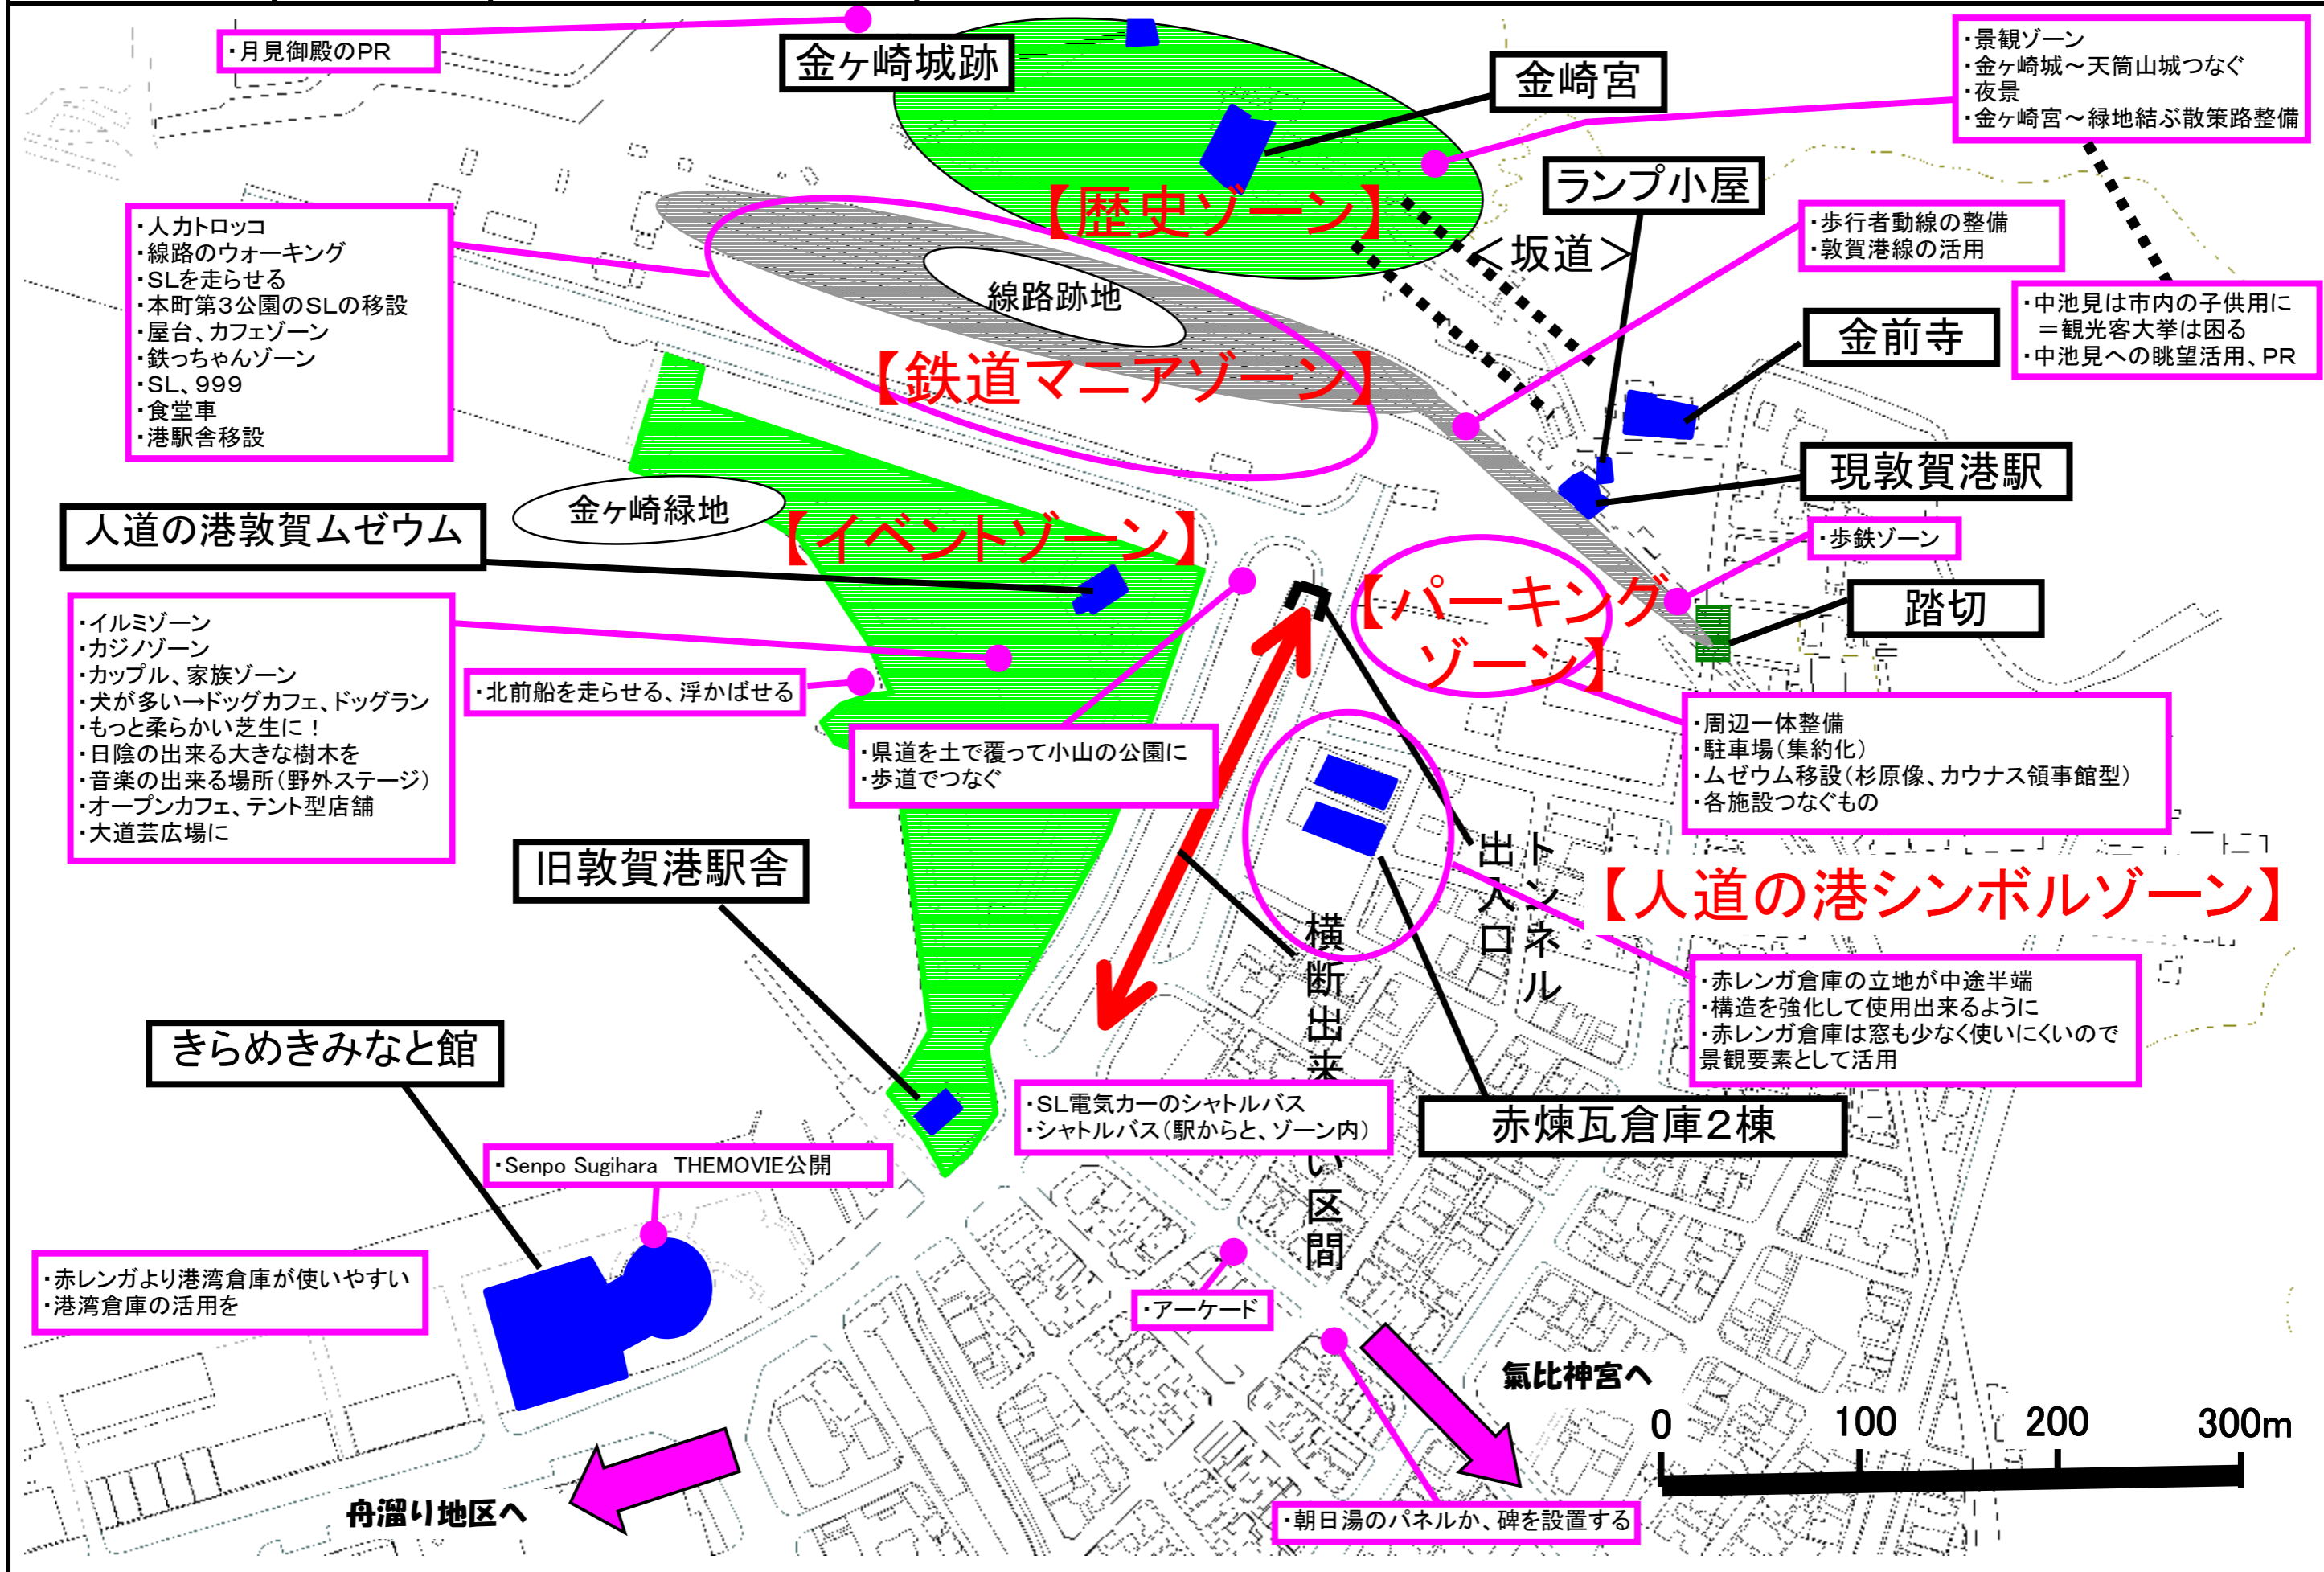 ・月見御殿のPR
金ヶ崎城跡
金崎宮
・景観ゾーン
・金ヶ崎城～天筒山城つなぐ
・夜景
・金ヶ崎宮～緑地結ぶ散策路整備
【歴史ゾーン】
ランプ小屋
＜坂道＞
・歩行者動線の整備
・敦賀港線の活用
・人力トロッコ
・線路のウォーキング
・SLを走らせる
・本町第3公園のSLの移設
・屋台、カフェゾーン
・鉄っちゃんゾーン
・SL、999
・食堂車
・港駅舎移設
線路跡地
【鉄道マニアゾーン】
・中池見は市内の子供用に
＝観光客大挙は困る
・中池見への眺望活用、PR
金前寺
現敦賀港駅
・歩鉄ゾーン
踏切
金ヶ崎緑地
人道の港敦賀ムゼウム
【イベントゾーン】
【パーキング
ゾーン】
・イルミゾーン
・カジノゾーン
・カップル、家族ゾーン
・犬が多い→ドッグカフェ、ドッグラン
・もっと柔らかい芝生に！
・日陰の出来る大きな樹木を
・音楽の出来る場所（野外ステージ）
・オープンカフェ、テント型店舗
・大道芸広場に
・北前船を走らせる、浮かばせる
・県道を土で覆って小山の公園に
・歩道でつなぐ
・周辺一体整備
・駐車場（集約化）
・ムゼウム移設（杉原像、カウナス領事館型）
・各施設つなぐもの
トンネル
出入口
【人道の港シンボルゾーン】
旧敦賀港駅舎
横断出来ない区間
・赤レンガ倉庫の立地が中途半端
・構造を強化して使用出来るように
・赤レンガ倉庫は窓も少なく使いにくいので
景観要素として活用
きらめきみなと館
・SL電気カーのシャトルバス
・シャトルバス（駅からと、ゾーン内）
赤煉瓦倉庫２棟
・Senpo Sugihara　THEMOVIE公開
・赤レンガより港湾倉庫が使いやすい
・港湾倉庫の活用を
・アーケード
氣比神宮へ
0 100 200 300m
舟溜り地区へ
・朝日湯のパネルか、碑を設置する